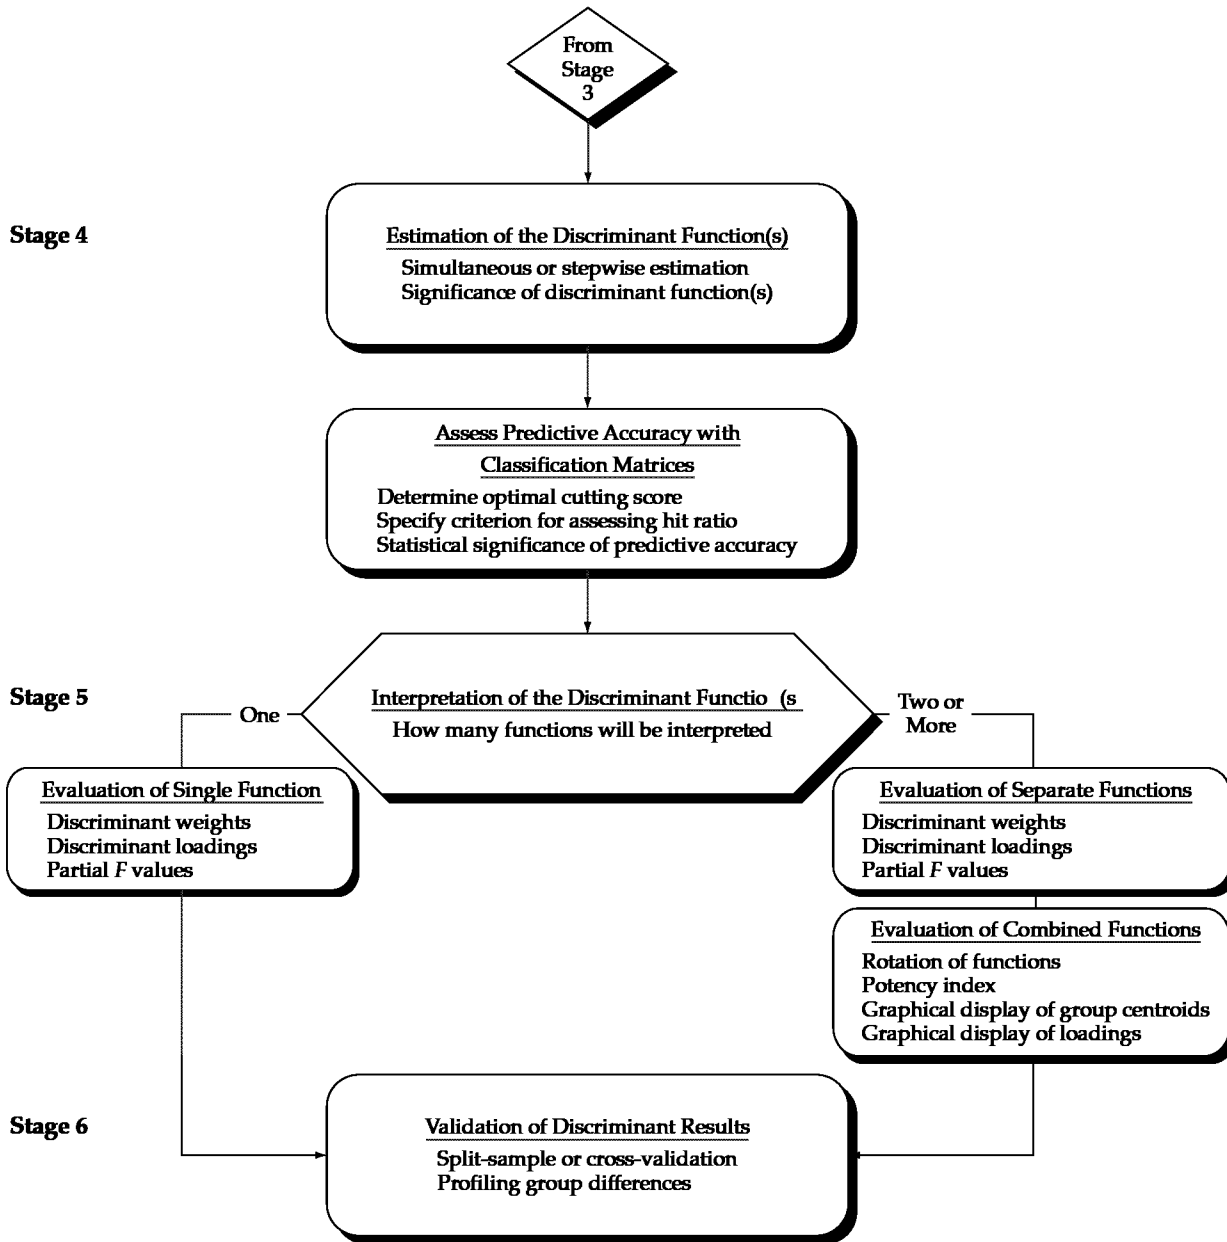 From
Stage
3
Stage 4
Estimation of the Discriminant Function(s)
Simultaneous or stepwise estimation
Significance of discriminant function(s)
Assess Predictive Accuracy with
Classification Matrices
Determine optimal cutting score
Specify criterion for assessing hit ratio
Statistical significance of predictive accuracy
Stage 5
Interpretation of the Discriminant Functio (s
How many functions will be interpreted
One
Two or
More
Evaluation of Single Function
Discriminant weights
Discriminant loadings
Partial F values
Evaluation of Separate Functions
Discriminant weights
Discriminant loadings
Partial F values
Evaluation of Combined Functions
Rotation of functions
Potency index
Graphical display of group centroids
Graphical display of loadings
Stage 6
Validation of Discriminant Results
Split-sample or cross-validation
Profiling group differences